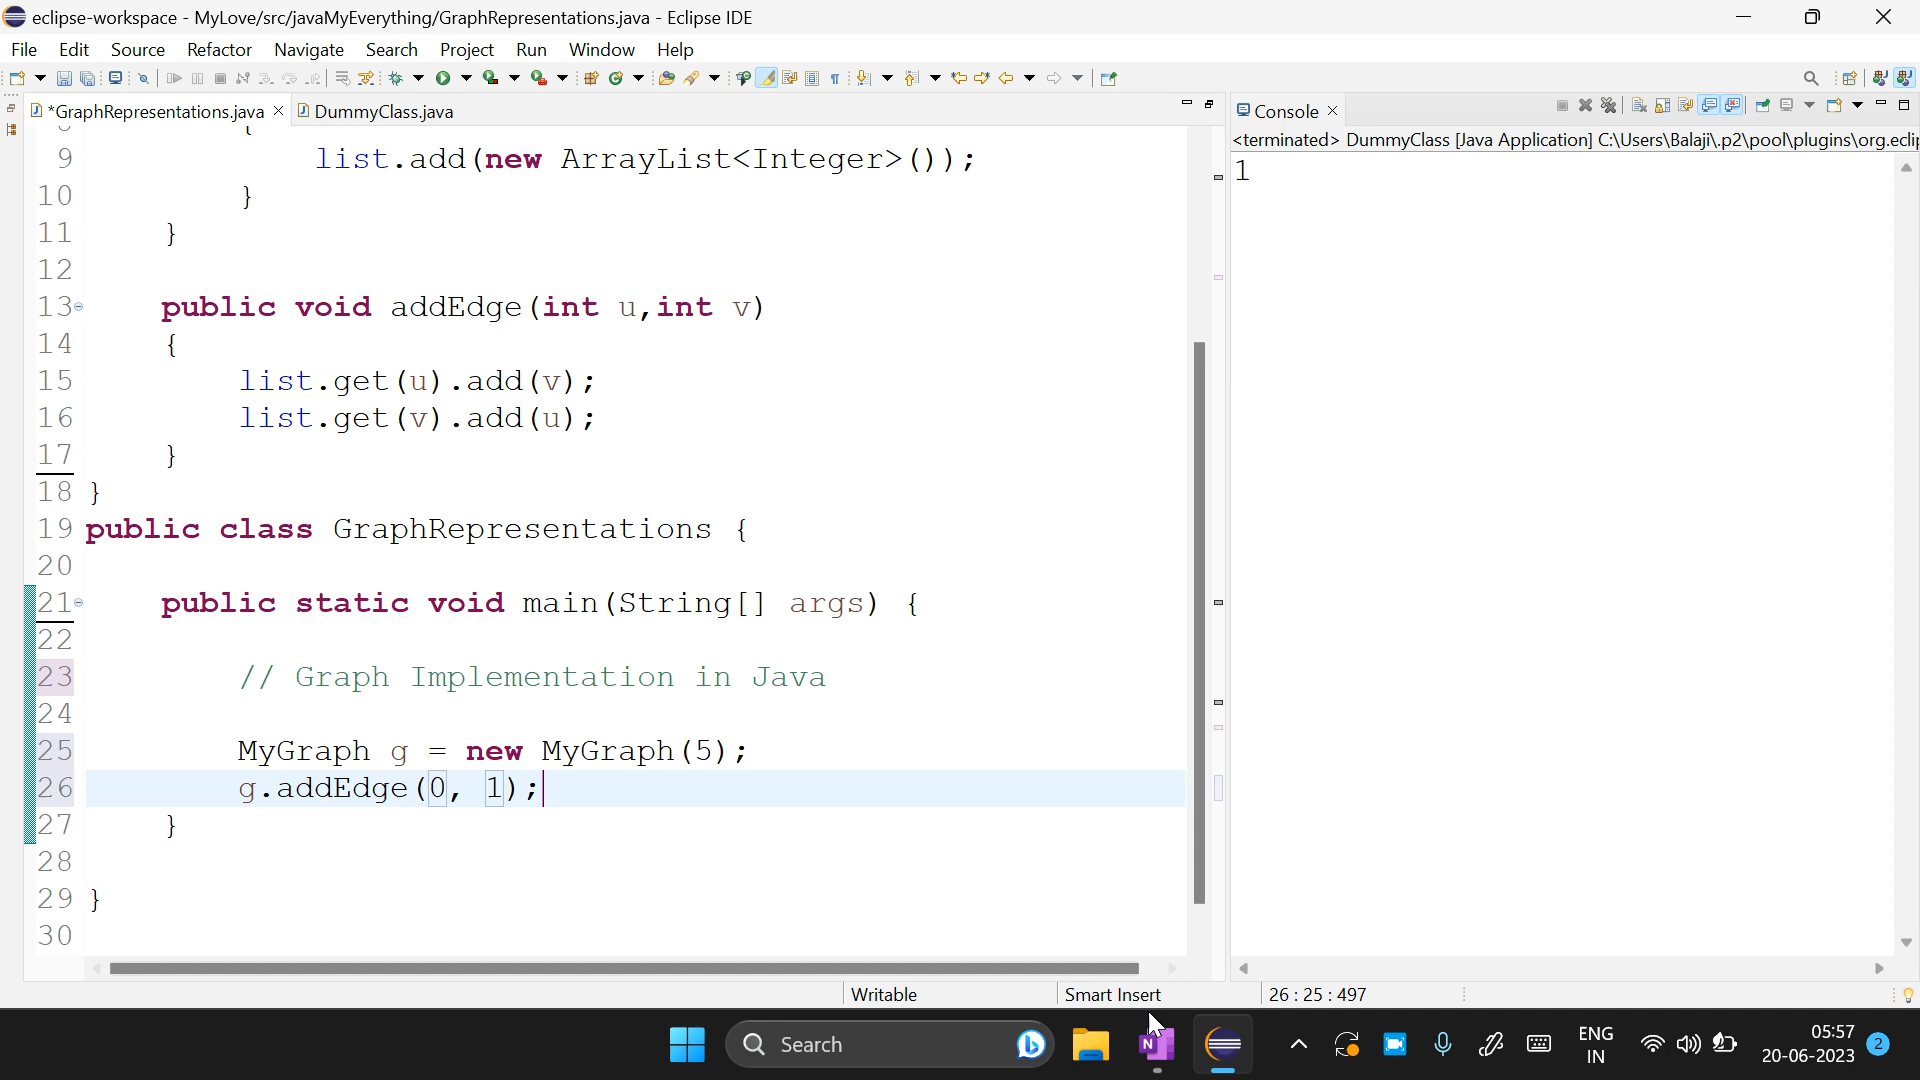 eclipse-workspace - MyLove/src/javaMyEverything/GraphRepresentations.java - Eclipse IDE
File Edit Source Refactor Navigate Search Project Run Window Help
*GraphRepresentations.java DummyClass.java
Console
<terminated> DummyClass [Java Application] C:\Users\Balaji\.p2\pool\plugins\org.eclip
1
{
9 list.add(new ArrayList<Integer>());
10 }
11 }
12
13 public void addEdge(int u,int v)
14 {
15 list.get(u).add(v);
16 list.get(v).add(u);
17 }
18 }
19 public class GraphRepresentations {
20
21 public static void main(String[] args) {
22
23 // Graph Implementation in Java
24
25 MyGraph g = new MyGraph(5);
26 g.addEdge(0, 1);
27 }
28
29 }
30
Writable Smart Insert 26 : 25 : 497
Search
N
ENG
IN
05:57
20-06-2023
2